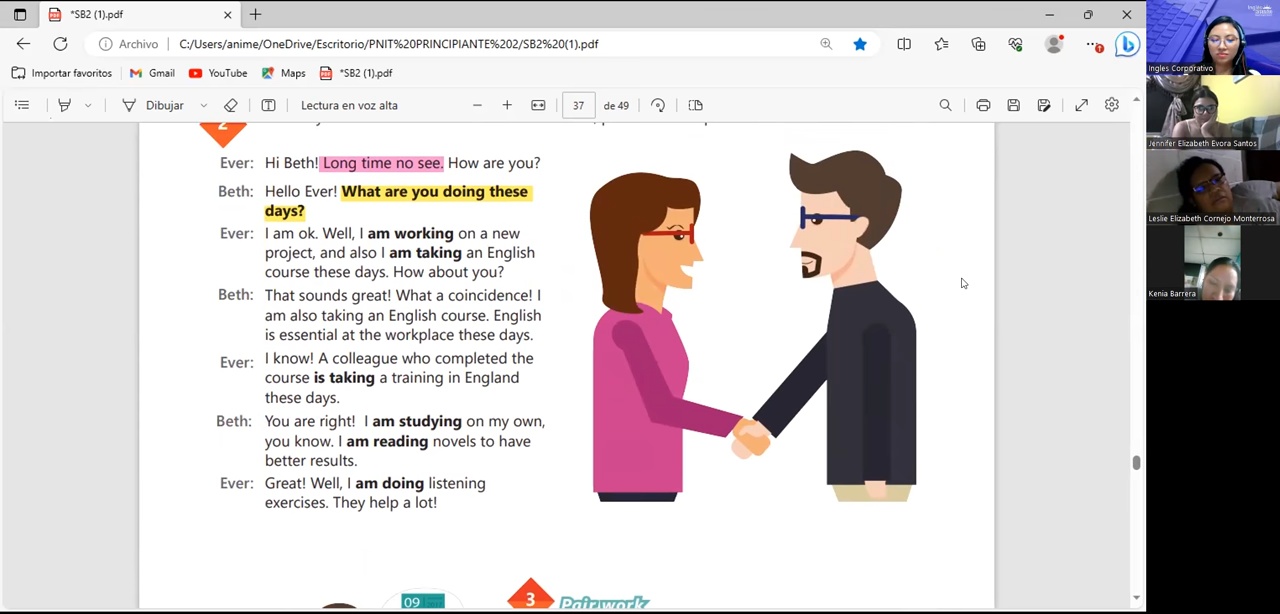 *SB2 (1).pdf
Archivo C:/Users/anime/OneDrive/Escritorio/PNIT%20PRINCIPIANTE%202/SB2%20(1).pdf
Importar favoritos Gmail YouTube Maps *SB2 (1).pdf
Dibujar Lectura en voz alta 37 de 49
2
Ever: Hi Beth! Long time no see. How are you?
Beth: Hello Ever! What are you doing these
days?
Ever: I am ok. Well, I am working on a new
project, and also I am taking an English
course these days. How about you?
Beth: That sounds great! What a coincidence! I
am also taking an English course. English
is essential at the workplace these days.
Ever: I know! A colleague who completed the
course is taking a training in England
these days.
Beth: You are right! I am studying on my own,
you know. I am reading novels to have
better results.
Ever: Great! Well, I am doing listening
exercises. They help a lot!
09
3 Pair work
Ingles Corporativo
Jennifer Elizabeth Evora Santos
Leslie Elizabeth Cornejo Monterrosa
Kenia Barrera